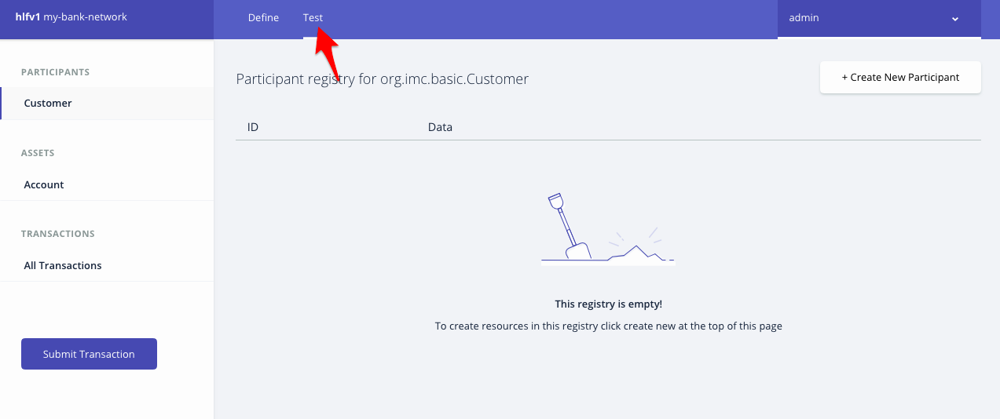 hlfv1 my-bank-network
Define
Test
admin
PARTICIPANTS
Customer
ASSETS
Account
TRANSACTIONS
All Transactions
Submit Transaction
Participant registry for org.imc.basic.Customer
+ Create New Participant
ID
Data
This registry is empty!
To create resources in this registry click create new at the top of this page